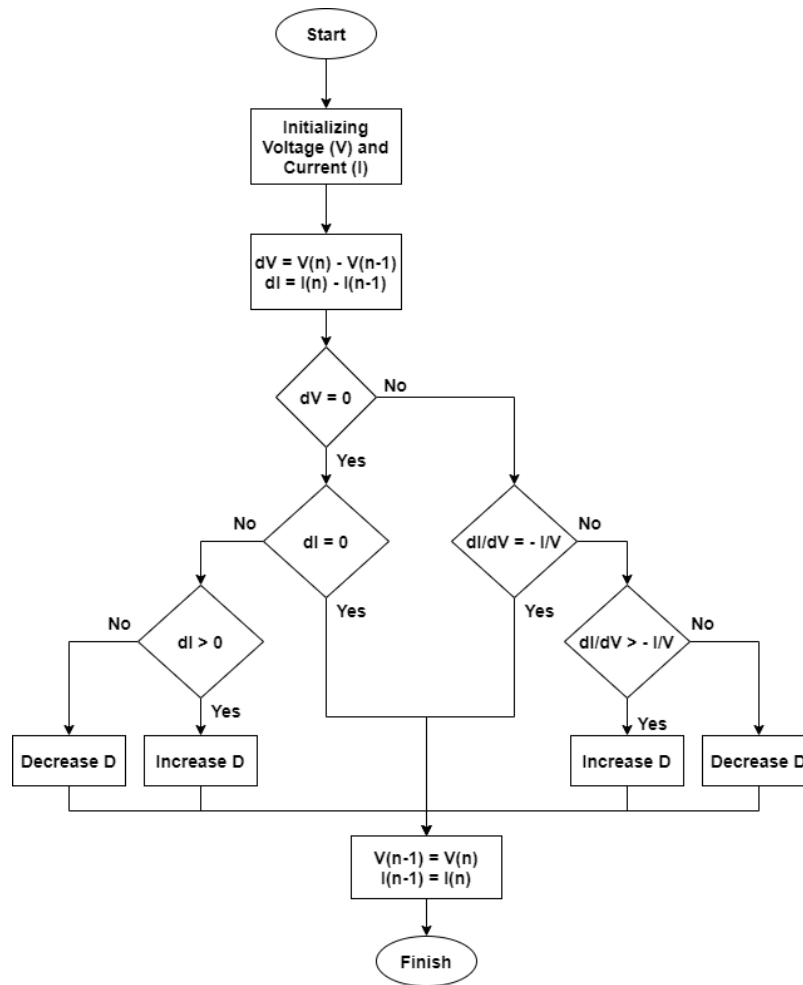 Start
Initializing
Voltage (V) and
Current (I)
dV = V(n) - V(n-1)
dI = I(n) - I(n-1)
dV = 0
No
Yes
No
dI = 0
Yes
dI/dV = - I/V
No
Yes
No
dI > 0
Yes
dI/dV > - I/V
No
Yes
Decrease D
Increase D
Increase D
Decrease D
V(n-1) = V(n)
I(n-1) = I(n)
Finish